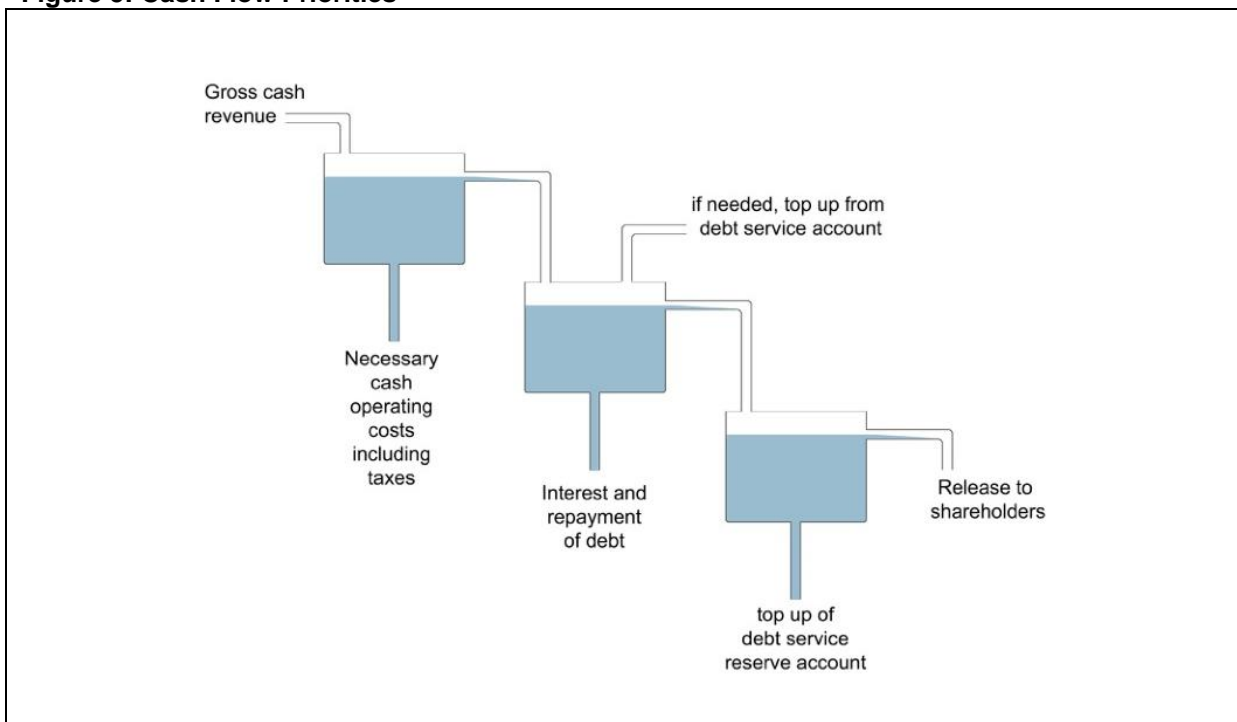 Figure 3: Cash Flow Priorities
Gross cash
revenue
if needed, top up from
debt service account
Necessary
cash
operating
costs
including
taxes
Interest and
repayment
of debt
Release to
shareholders
top up of
debt service
reserve account